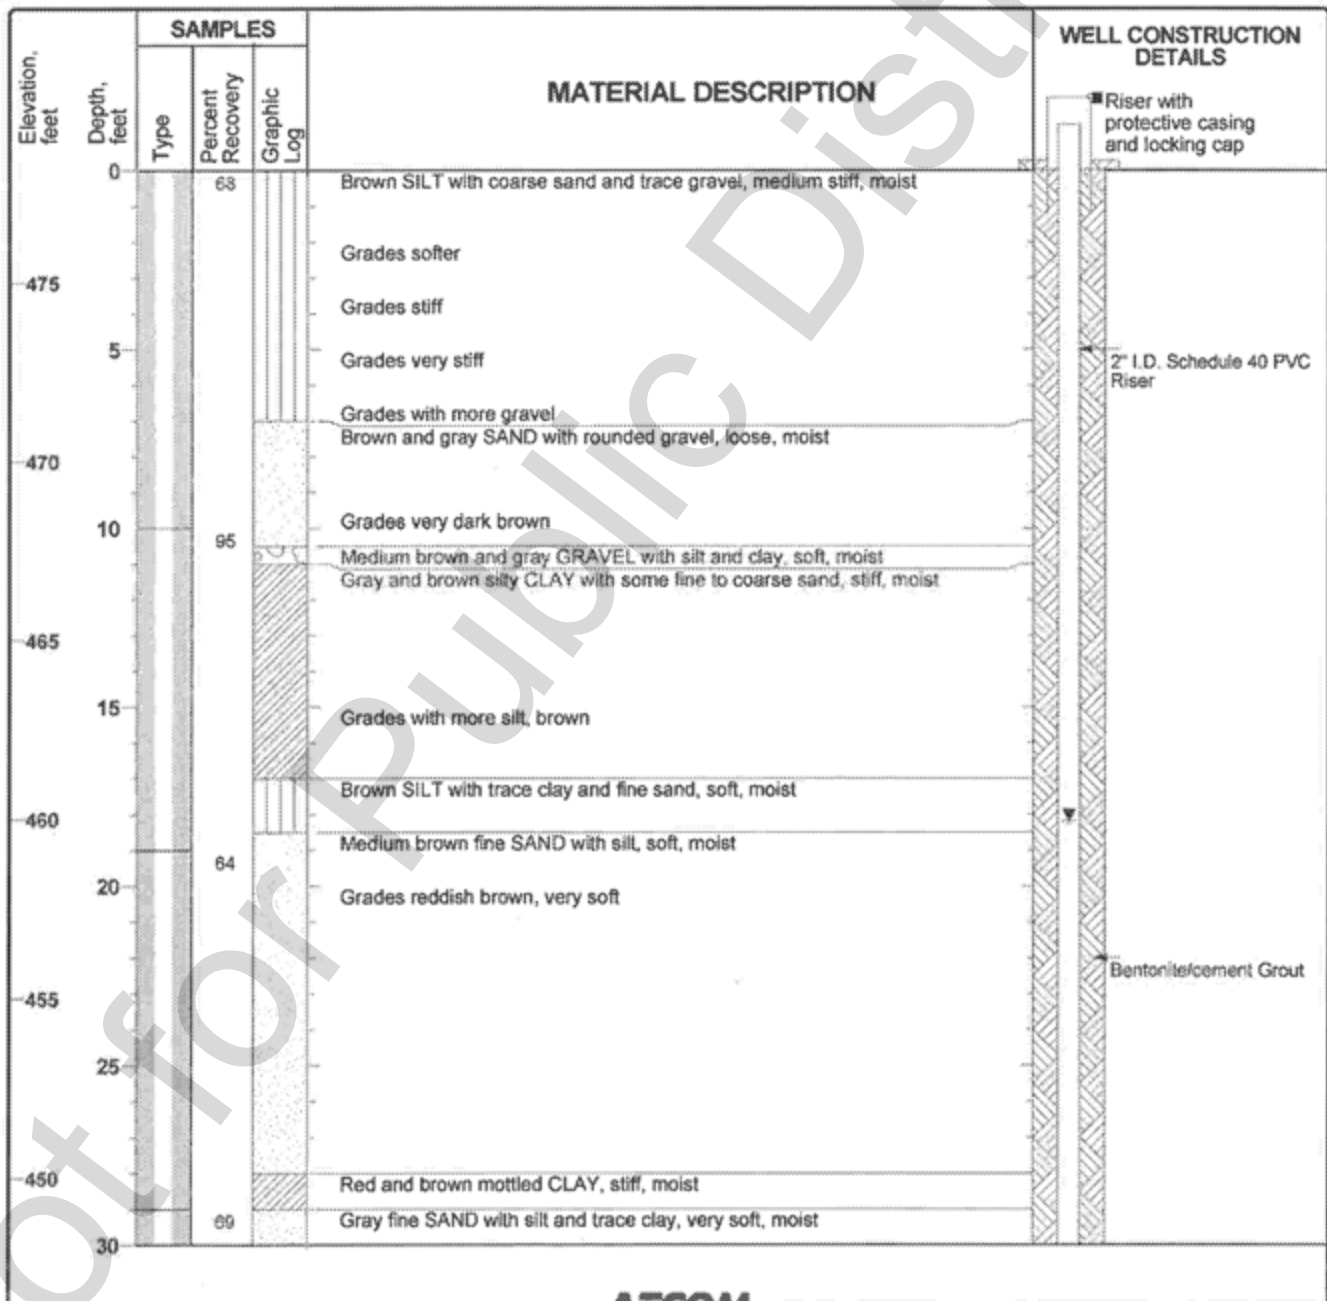 SAMPLES
WELL CONSTRUCTION
DETAILS
Elevation,
feet
Depth,
feet
Type
Percent
Recovery
Graphic
Log
MATERIAL DESCRIPTION
Riser with
protective casing
and locking cap
0
68
Brown SILT with coarse sand and trace gravel, medium stiff, moist
Grades softer
475
Grades stiff
5
Grades very stiff
2" I.D. Schedule 40 PVC
Riser
Grades with more gravel
Brown and gray SAND with rounded gravel, loose, moist
470
Grades very dark brown
10
95
Medium brown and gray GRAVEL with silt and clay, soft, moist
Gray and brown silty CLAY with some fine to coarse sand, stiff, moist
465
15
Grades with more silt, brown
Brown SILT with trace clay and fine sand, soft, moist
460
Medium brown fine SAND with silt, soft, moist
64
20
Grades reddish brown, very soft
Bentonite/cement Grout
455
25
450
Red and brown mottled CLAY, stiff, moist
69
Gray fine SAND with silt and trace clay, very soft, moist
30
Not for Public Distri